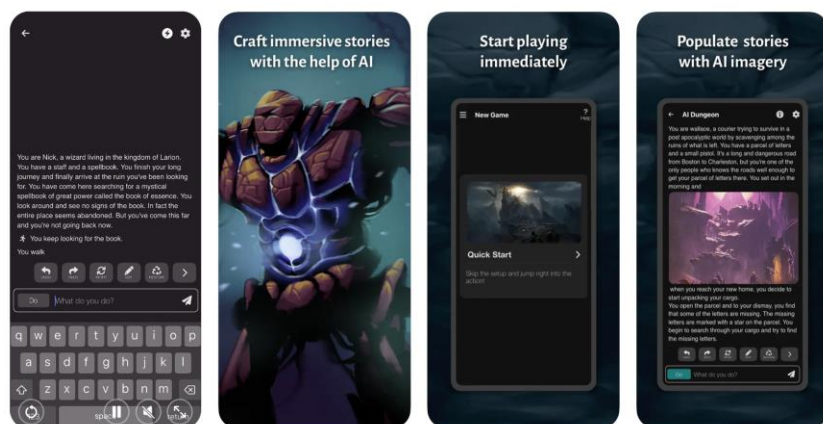 You are Nick, a wizard living in the kingdom of Larion.
You have a staff and a spellbook. You finish your long
journey and finally arrive at the ruin you've been looking
for. You have come here searching for a mystical
spellbook of great power called the book of essence. You
look around and see no signs of the book. In fact the
entire place seems abandoned. But you've come this far
and you're not going back now.
You keep looking for the book.
You walk
Do What do you do?
q w e r t y u i o p
a s d f g h j k l
z x c v b n m
Craft immersive stories
with the help of AI
Start playing
immediately
New Game
?
Help
Quick Start
Skip the setup and jump right into the
action!
Populate stories
with AI imagery
AI Dungeon
You are wallace, a courier trying to survive in a
post apocalyptic world by scavenging among the
ruins of what is left. You have a parcel of letters
and a small pistol. It's a long and dangerous road
from Boston to Charleston, but you're one of the
only people who knows the roads well enough to
get your parcel of letters there. You set out in the
morning and
when you reach your new home, you decide to
start unpacking your cargo.
You open the parcel and to your dismay, you find
that some of the letters are missing. The missing
letters are marked with a star on the parcel. You
begin to search through your cargo and try to find
the missing letters.
Do What do you do?